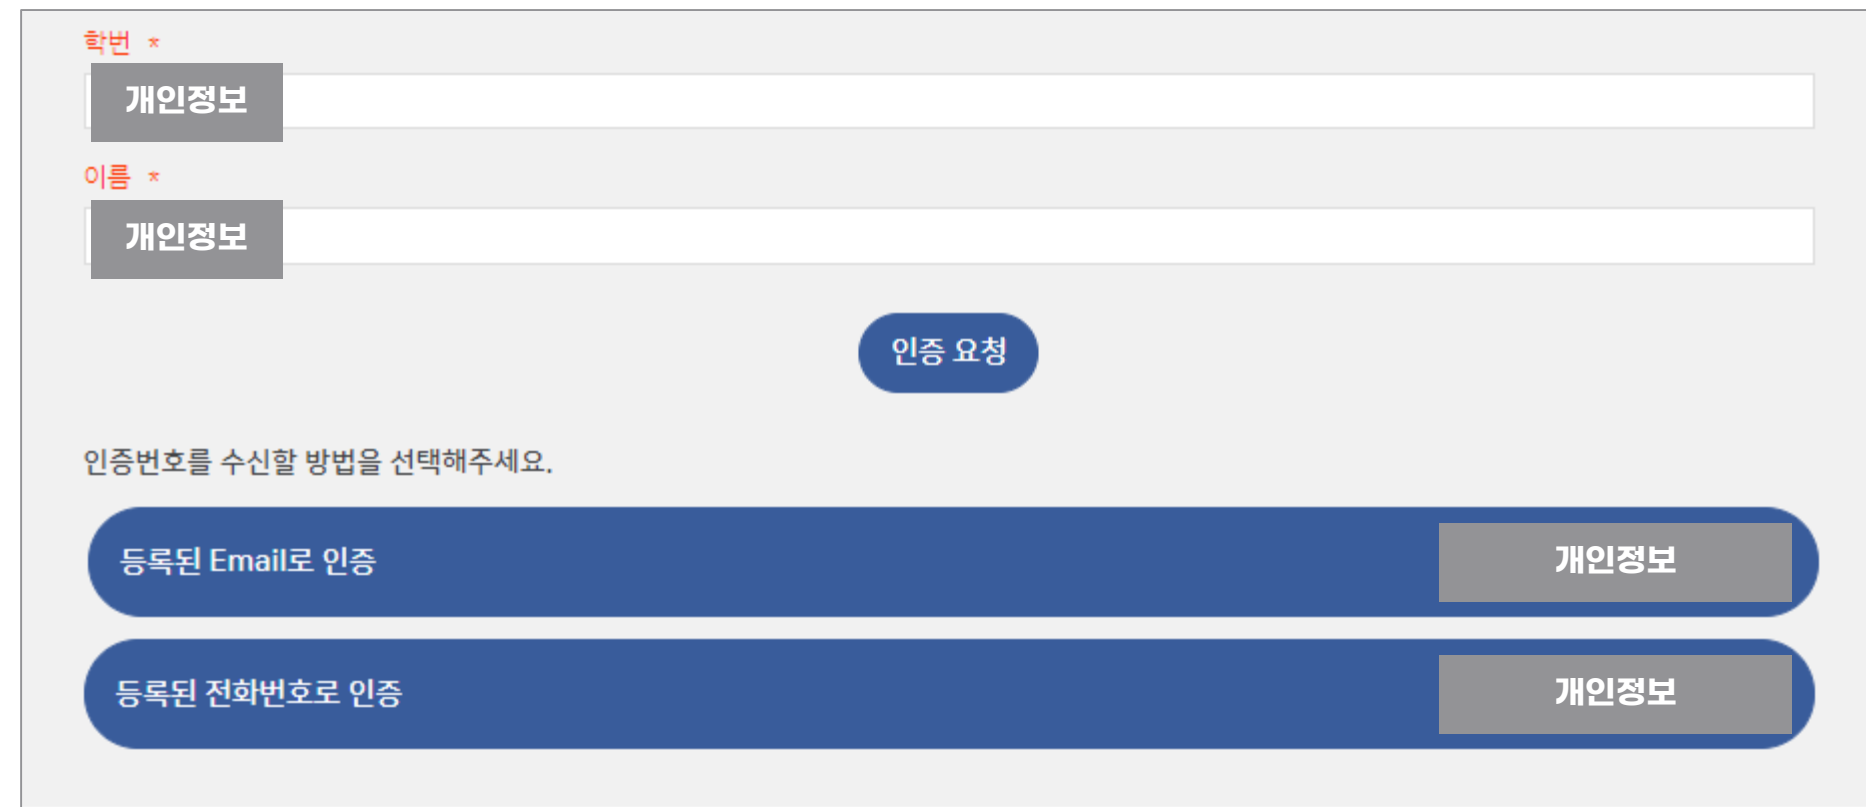 학번 *
개인정보
이름 *
개인정보
인증 요청
인증번호를 수신할 방법을 선택해주세요.
등록된 Email로 인증 개인정보
등록된 전화번호로 인증 개인정보